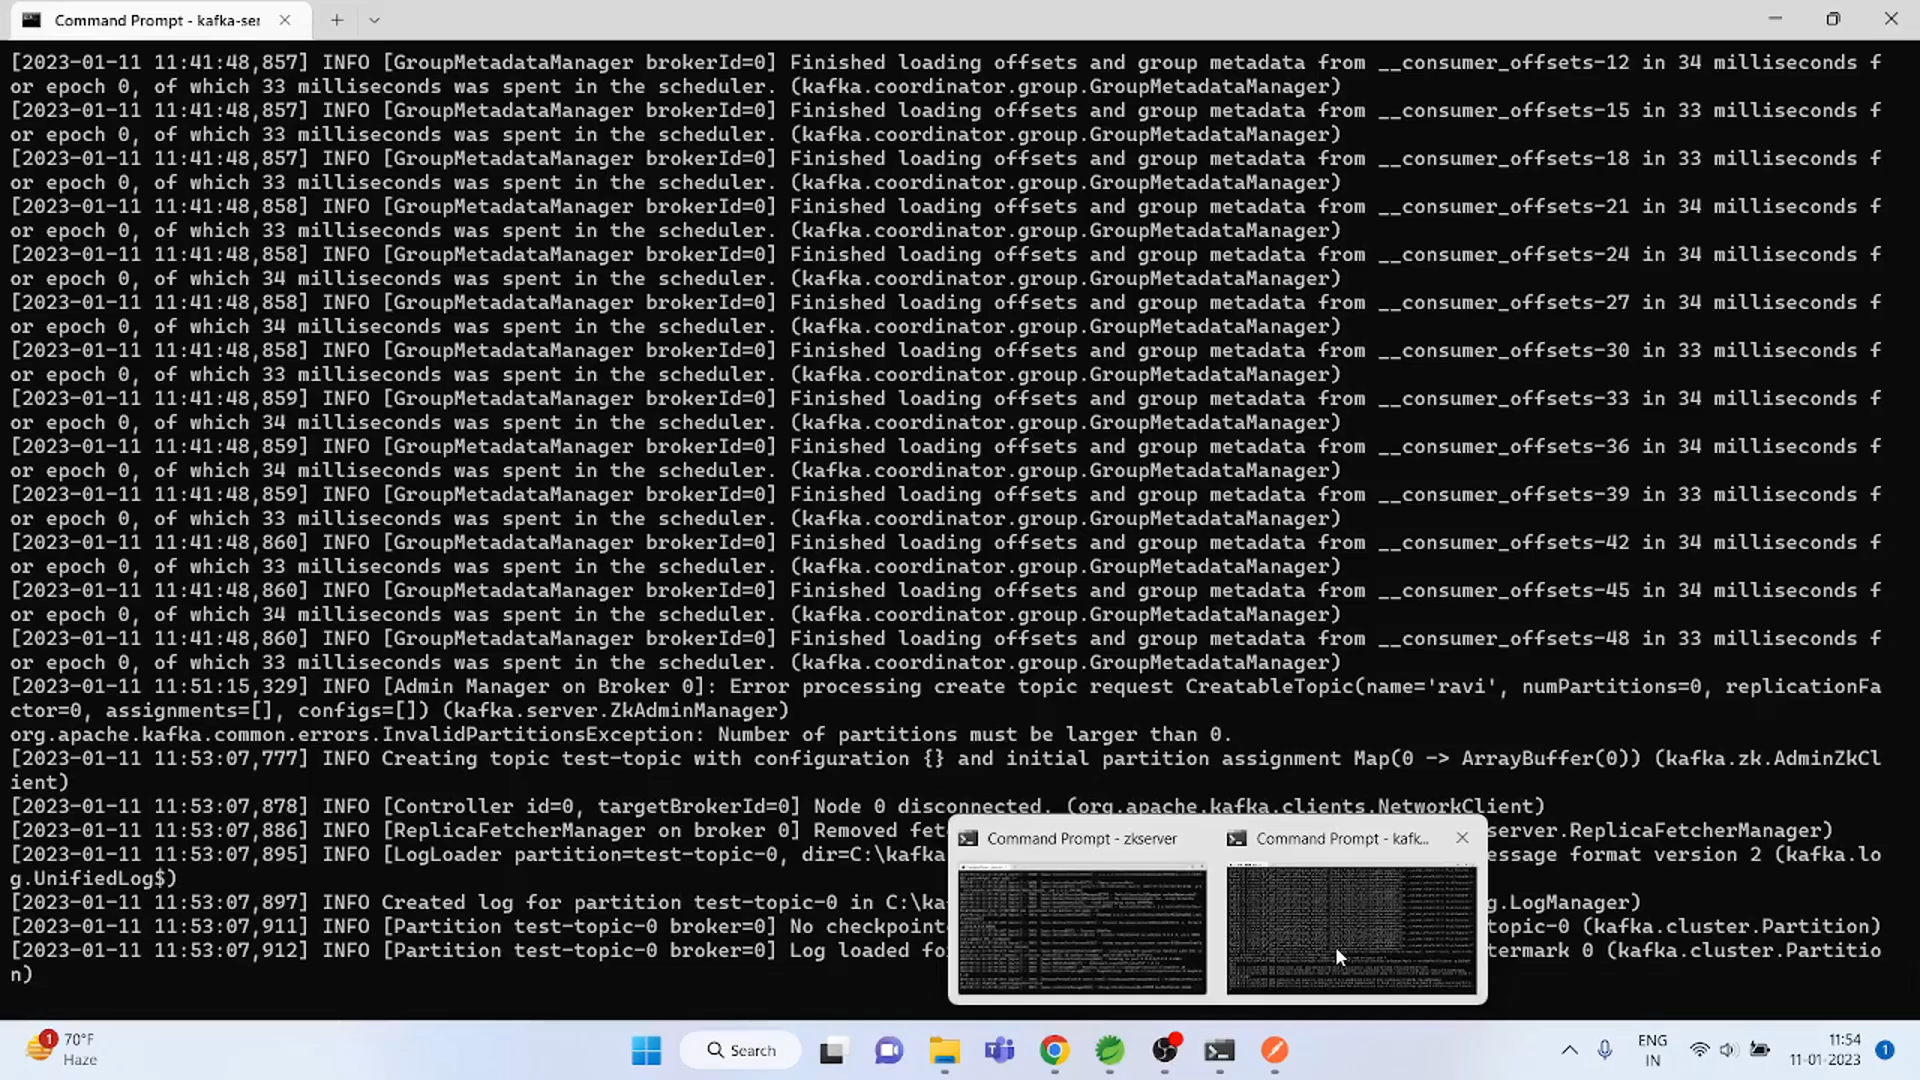 Command Prompt - kafka-ser
[2023-01-11 11:41:48,857] INFO [GroupMetadataManager brokerId=0] Finished loading offsets and group metadata from __consumer_offsets-12 in 34 milliseconds f
or epoch 0, of which 33 milliseconds was spent in the scheduler. (kafka.coordinator.group.GroupMetadataManager)
[2023-01-11 11:41:48,857] INFO [GroupMetadataManager brokerId=0] Finished loading offsets and group metadata from __consumer_offsets-15 in 33 milliseconds f
or epoch 0, of which 33 milliseconds was spent in the scheduler. (kafka.coordinator.group.GroupMetadataManager)
[2023-01-11 11:41:48,857] INFO [GroupMetadataManager brokerId=0] Finished loading offsets and group metadata from __consumer_offsets-18 in 33 milliseconds f
or epoch 0, of which 33 milliseconds was spent in the scheduler. (kafka.coordinator.group.GroupMetadataManager)
[2023-01-11 11:41:48,858] INFO [GroupMetadataManager brokerId=0] Finished loading offsets and group metadata from __consumer_offsets-21 in 34 milliseconds f
or epoch 0, of which 33 milliseconds was spent in the scheduler. (kafka.coordinator.group.GroupMetadataManager)
[2023-01-11 11:41:48,858] INFO [GroupMetadataManager brokerId=0] Finished loading offsets and group metadata from __consumer_offsets-24 in 34 milliseconds f
or epoch 0, of which 34 milliseconds was spent in the scheduler. (kafka.coordinator.group.GroupMetadataManager)
[2023-01-11 11:41:48,858] INFO [GroupMetadataManager brokerId=0] Finished loading offsets and group metadata from __consumer_offsets-27 in 34 milliseconds f
or epoch 0, of which 34 milliseconds was spent in the scheduler. (kafka.coordinator.group.GroupMetadataManager)
[2023-01-11 11:41:48,858] INFO [GroupMetadataManager brokerId=0] Finished loading offsets and group metadata from __consumer_offsets-30 in 33 milliseconds f
or epoch 0, of which 33 milliseconds was spent in the scheduler. (kafka.coordinator.group.GroupMetadataManager)
[2023-01-11 11:41:48,859] INFO [GroupMetadataManager brokerId=0] Finished loading offsets and group metadata from __consumer_offsets-33 in 34 milliseconds f
or epoch 0, of which 34 milliseconds was spent in the scheduler. (kafka.coordinator.group.GroupMetadataManager)
[2023-01-11 11:41:48,859] INFO [GroupMetadataManager brokerId=0] Finished loading offsets and group metadata from __consumer_offsets-36 in 34 milliseconds f
or epoch 0, of which 34 milliseconds was spent in the scheduler. (kafka.coordinator.group.GroupMetadataManager)
[2023-01-11 11:41:48,859] INFO [GroupMetadataManager brokerId=0] Finished loading offsets and group metadata from __consumer_offsets-39 in 33 milliseconds f
or epoch 0, of which 33 milliseconds was spent in the scheduler. (kafka.coordinator.group.GroupMetadataManager)
[2023-01-11 11:41:48,860] INFO [GroupMetadataManager brokerId=0] Finished loading offsets and group metadata from __consumer_offsets-42 in 34 milliseconds f
or epoch 0, of which 33 milliseconds was spent in the scheduler. (kafka.coordinator.group.GroupMetadataManager)
[2023-01-11 11:41:48,860] INFO [GroupMetadataManager brokerId=0] Finished loading offsets and group metadata from __consumer_offsets-45 in 34 milliseconds f
or epoch 0, of which 34 milliseconds was spent in the scheduler. (kafka.coordinator.group.GroupMetadataManager)
[2023-01-11 11:41:48,860] INFO [GroupMetadataManager brokerId=0] Finished loading offsets and group metadata from __consumer_offsets-48 in 33 milliseconds f
or epoch 0, of which 33 milliseconds was spent in the scheduler. (kafka.coordinator.group.GroupMetadataManager)
[2023-01-11 11:51:15,329] INFO [Admin Manager on Broker 0]: Error processing create topic request CreatableTopic(name='ravi', numPartitions=0, replicationFa
ctor=0, assignments=[], configs=[]) (kafka.server.ZkAdminManager)
org.apache.kafka.common.errors.InvalidPartitionsException: Number of partitions must be larger than 0.
[2023-01-11 11:53:07,777] INFO Creating topic test-topic with configuration {} and initial partition assignment Map(0 -> ArrayBuffer(0)) (kafka.zk.AdminZkCl
ient)
[2023-01-11 11:53:07,878] INFO [Controller id=0, targetBrokerId=0] Node 0 disconnected. (org.apache.kafka.clients.NetworkClient)
[2023-01-11 11:53:07,886] INFO [ReplicaFetcherManager on broker 0] Removed fet server.ReplicaFetcherManager)
[2023-01-11 11:53:07,895] INFO [LogLoader partition=test-topic-0, dir=C:\kafka essage format version 2 (kafka.lo
g.UnifiedLog$)
[2023-01-11 11:53:07,897] INFO Created log for partition test-topic-0 in C:\ka g.LogManager)
[2023-01-11 11:53:07,911] INFO [Partition test-topic-0 broker=0] No checkpoint opic-0 (kafka.cluster.Partition)
[2023-01-11 11:53:07,912] INFO [Partition test-topic-0 broker=0] Log loaded fo termark 0 (kafka.cluster.Partitio
n)
Command Prompt - zkserver
Command Prompt - kafk...
1
70°F
Haze
Search
ENG
IN
11:54
11-01-2023
1